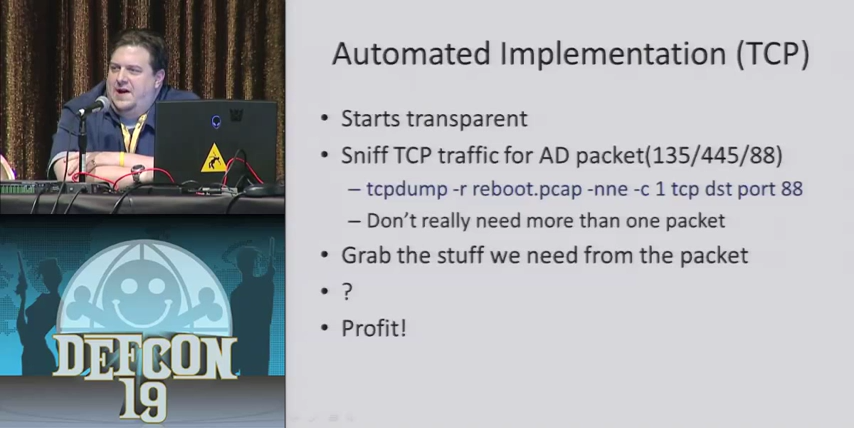 Automated Implementation (TCP)
• Starts transparent
• Sniff TCP traffic for AD packet(135/445/88)
– tcpdump -r reboot.pcap -nne -c 1 tcp dst port 88
– Don't really need more than one packet
• Grab the stuff we need from the packet
• ?
• Profit!
DEFCON
19